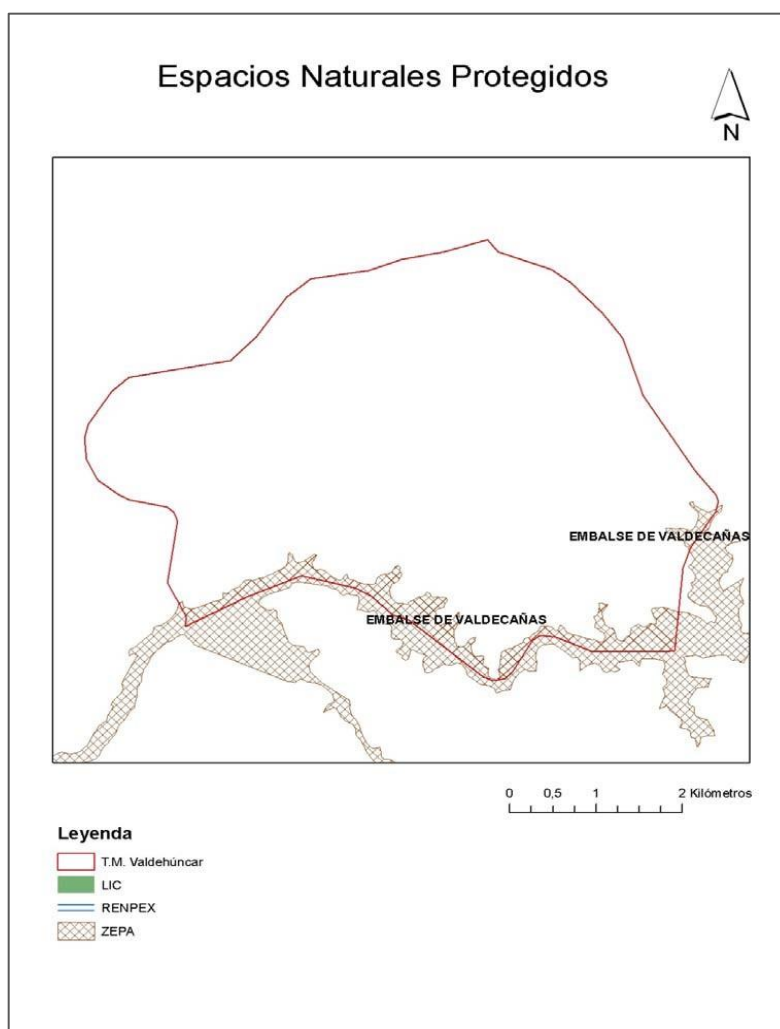 Espacios Naturales Protegidos
N
EMBALSE DE VALDECAÑAS
EMBALSE DE VALDECAÑAS
0 0,5 1 2 Kilómetros
Leyenda
T.M. Valdehúncar
LIC
RENPEX
ZEPA